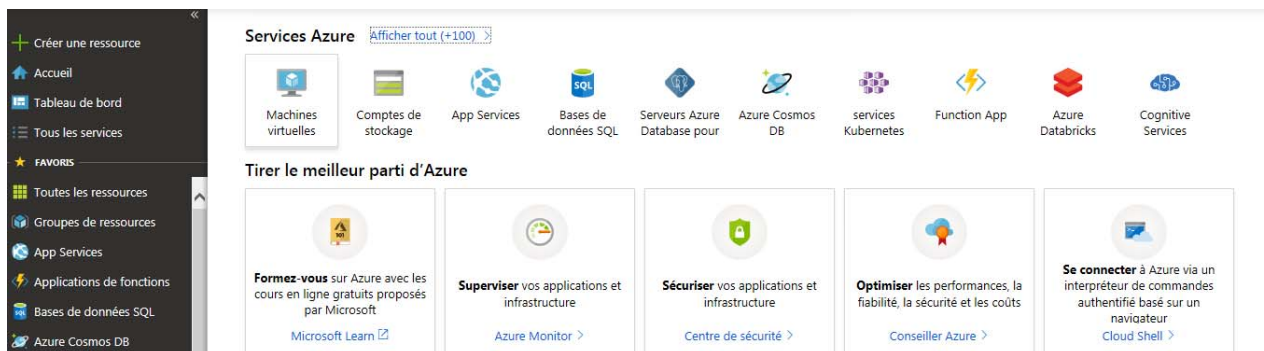 «
Créer une ressource
Accueil
Tableau de bord
Tous les services
FAVORIS
Toutes les ressources
Groupes de ressources
App Services
Applications de fonctions
Bases de données SQL
Azure Cosmos DB
Services Azure Afficher tout (+100) >
Machines
virtuelles
Comptes de
stockage
App Services
SQL
Bases de
données SQL
Serveurs Azure
Database pour
Azure Cosmos
DB
services
Kubernetes
Function App
Azure
Databricks
Cognitive
Services
Tirer le meilleur parti d'Azure
101
Formez-vous sur Azure avec les
cours en ligne gratuits proposés
par Microsoft
Microsoft Learn
Superviser vos applications et
infrastructure
Azure Monitor >
Sécuriser vos applications et
infrastructure
Centre de sécurité >
Optimiser les performances, la
fiabilité, la sécurité et les coûts
Conseiller Azure >
Se connecter à Azure via un
interpréteur de commandes
authentifié basé sur un
navigateur
Cloud Shell >